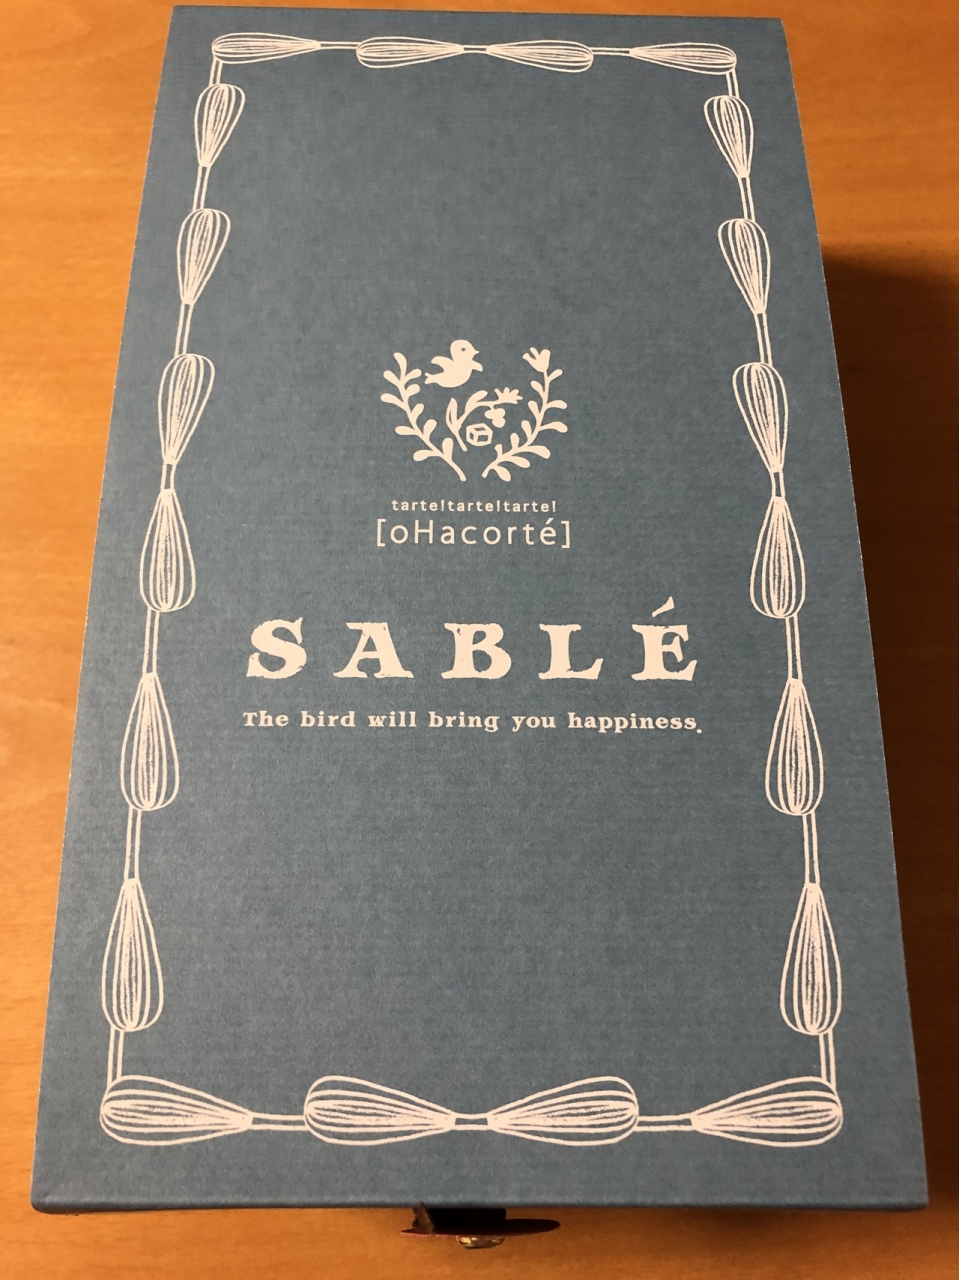 tarte!tarte!tarte!
[oHacorté]
SABLÉ
The bird will bring you happiness.